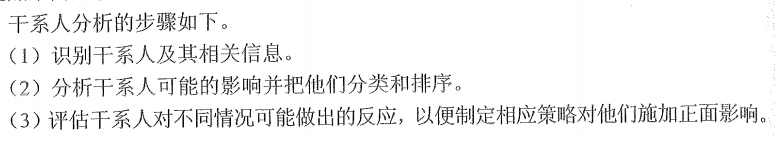 干系人分析的步骤如下。
（1）识别干系人及其相关信息。
（2）分析干系人可能的影响并把他们分类和排序。
（3）评估干系人对不同情况可能做出的反应，以便制定相应策略对他们施加正面影响。